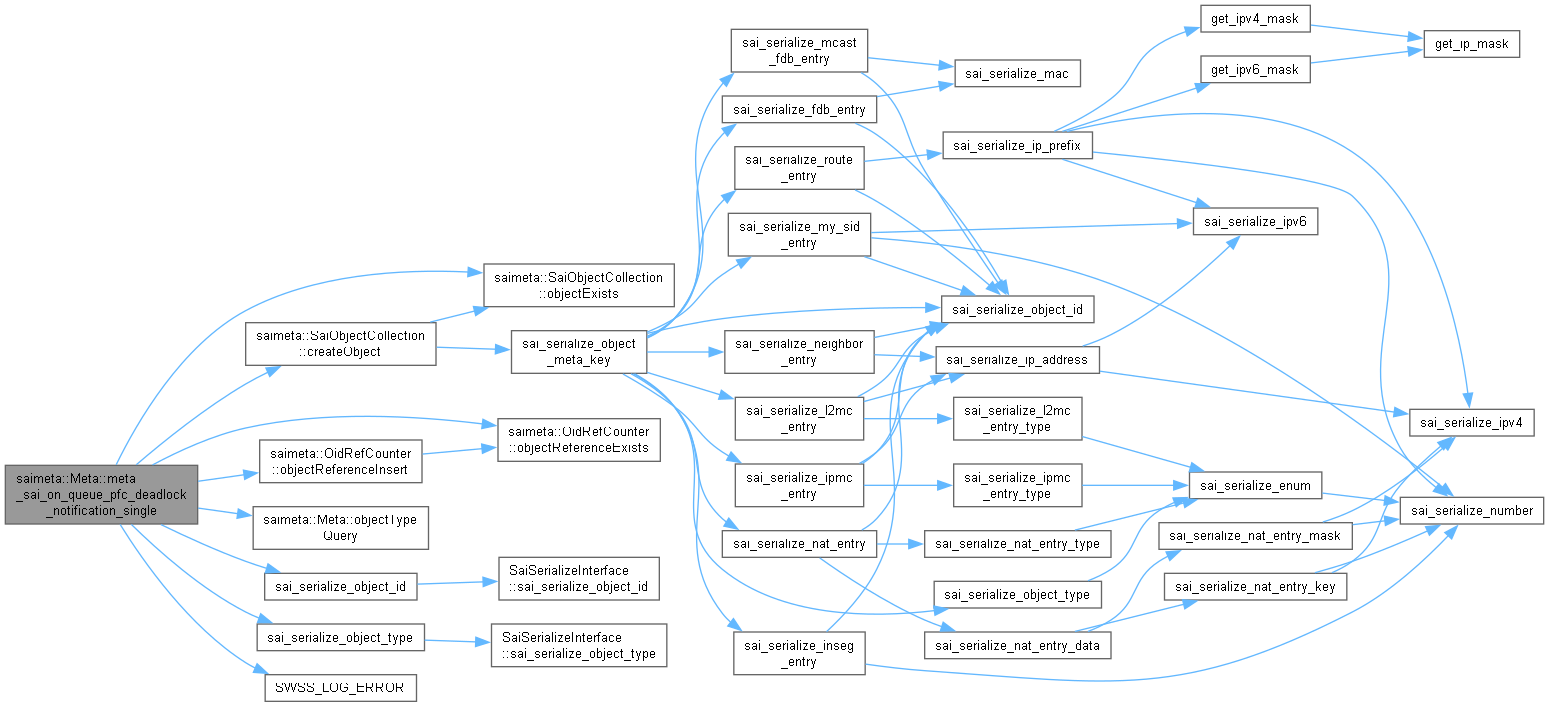 saimeta::Meta::meta
_sai_on_queue_pfc_deadlock
_notification_single
saimeta::SaiObjectCollection
::objectExists
saimeta::SaiObjectCollection
::createObject
saimeta::OidRefCounter
::objectReferenceExists
saimeta::OidRefCounter
::objectReferenceInsert
saimeta::Meta::objectType
Query
sai_serialize_object_id
SaiSerializeInterface
::sai_serialize_object_id
sai_serialize_object_type
SaiSerializeInterface
::sai_serialize_object_type
SWSS_LOG_ERROR
sai_serialize_object
_meta_key
sai_serialize_mcast
_fdb_entry
sai_serialize_fdb_entry
sai_serialize_route
_entry
sai_serialize_my_sid
_entry
sai_serialize_neighbor
_entry
sai_serialize_l2mc
_entry
sai_serialize_ipmc
_entry
sai_serialize_nat_entry
sai_serialize_inseg
_entry
sai_serialize_mac
sai_serialize_ip_prefix
sai_serialize_object_id
sai_serialize_ip_address
sai_serialize_l2mc
_entry_type
sai_serialize_ipmc
_entry_type
sai_serialize_nat_entry_type
sai_serialize_object_type
sai_serialize_nat_entry_data
get_ipv4_mask
get_ipv6_mask
get_ip_mask
sai_serialize_ipv6
sai_serialize_ipv4
sai_serialize_enum
sai_serialize_number
sai_serialize_nat_entry_mask
sai_serialize_nat_entry_key